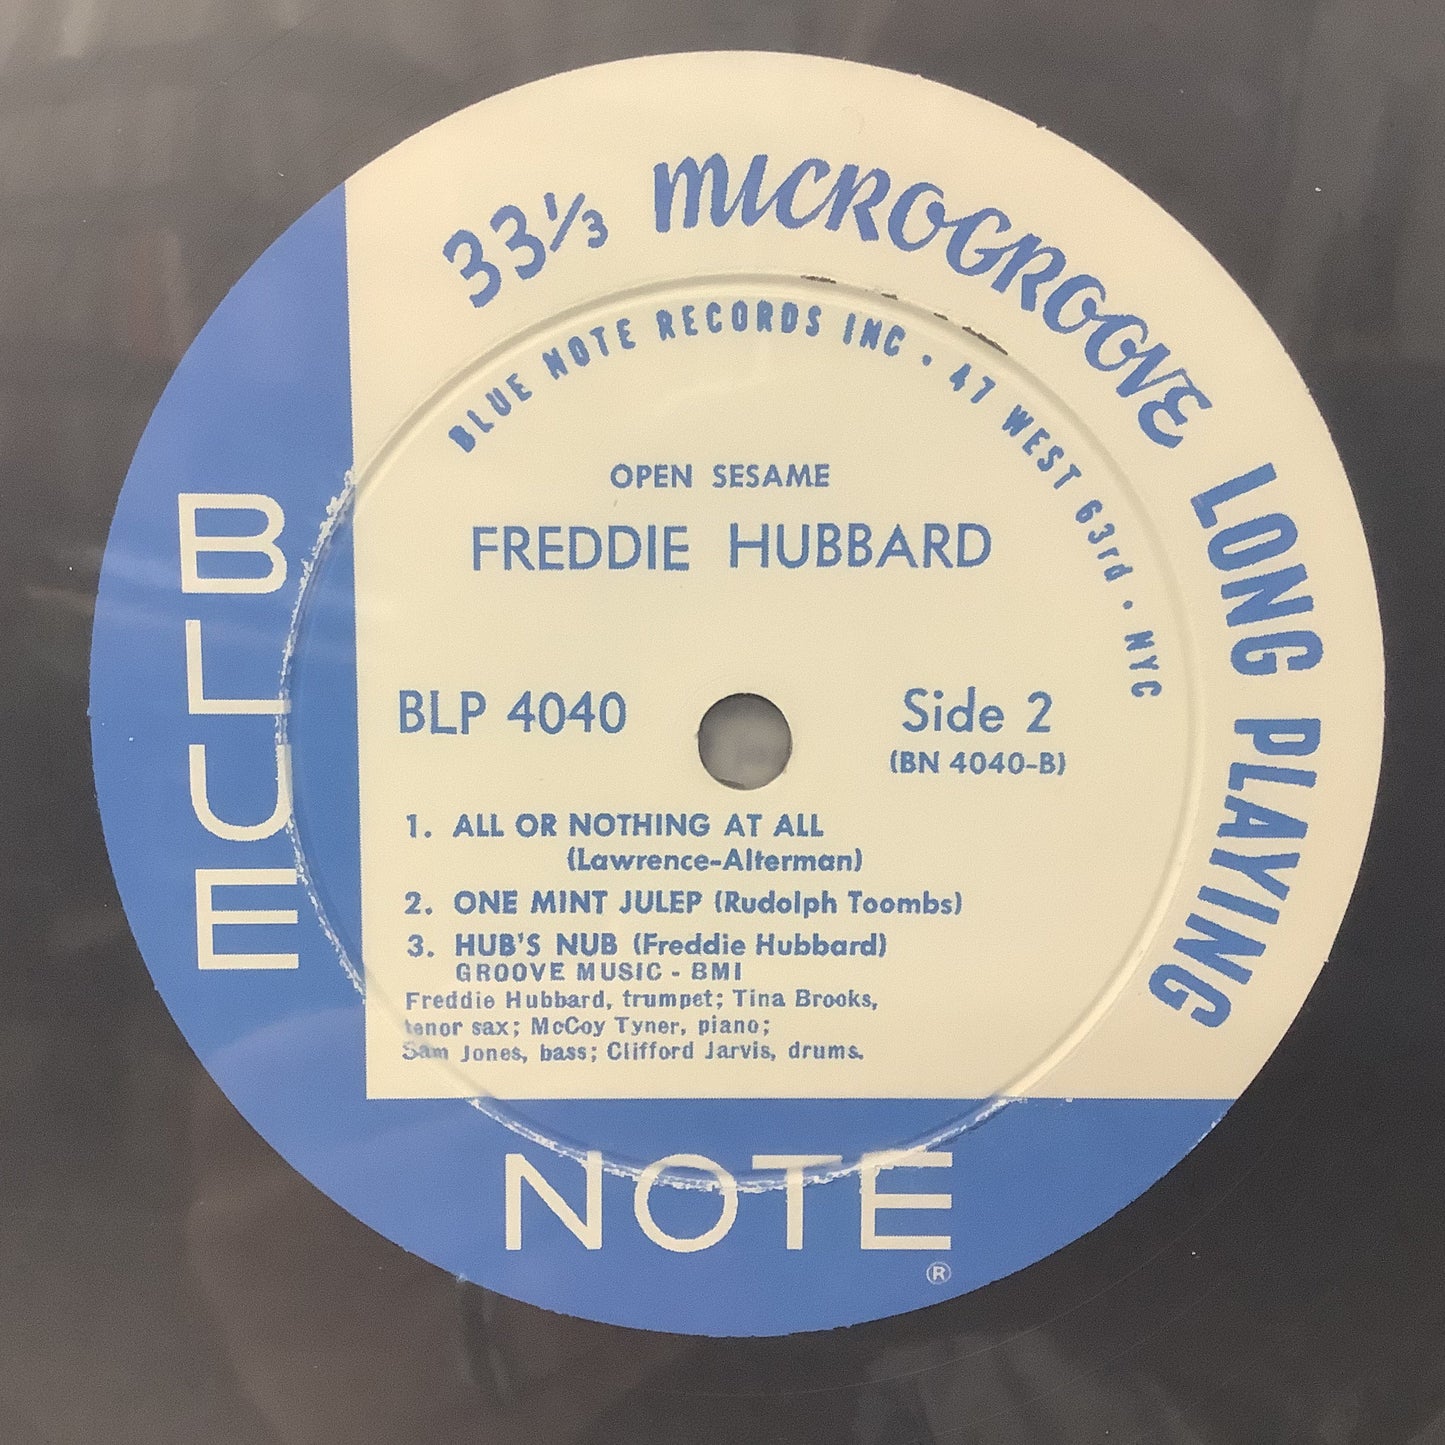 33 1/3 MICROGROOVE LONG PLAYING
BLUE NOTE RECORDS INC • 47 WEST 63rd • NYC
OPEN SESAME
FREDDIE HUBBARD
BLP 4040
Side 2
(BN 4040-B)
1. ALL OR NOTHING AT ALL
(Lawrence-Alterman)
2. ONE MINT JULEP (Rudolph Toombs)
3. HUB'S NUB (Freddie Hubbard)
GROOVE MUSIC - BMI
Freddie Hubbard, trumpet; Tina Brooks,
tenor sax; McCoy Tyner, piano;
Sam Jones, bass; Clifford Jarvis, drums.
BLUE
NOTE
®